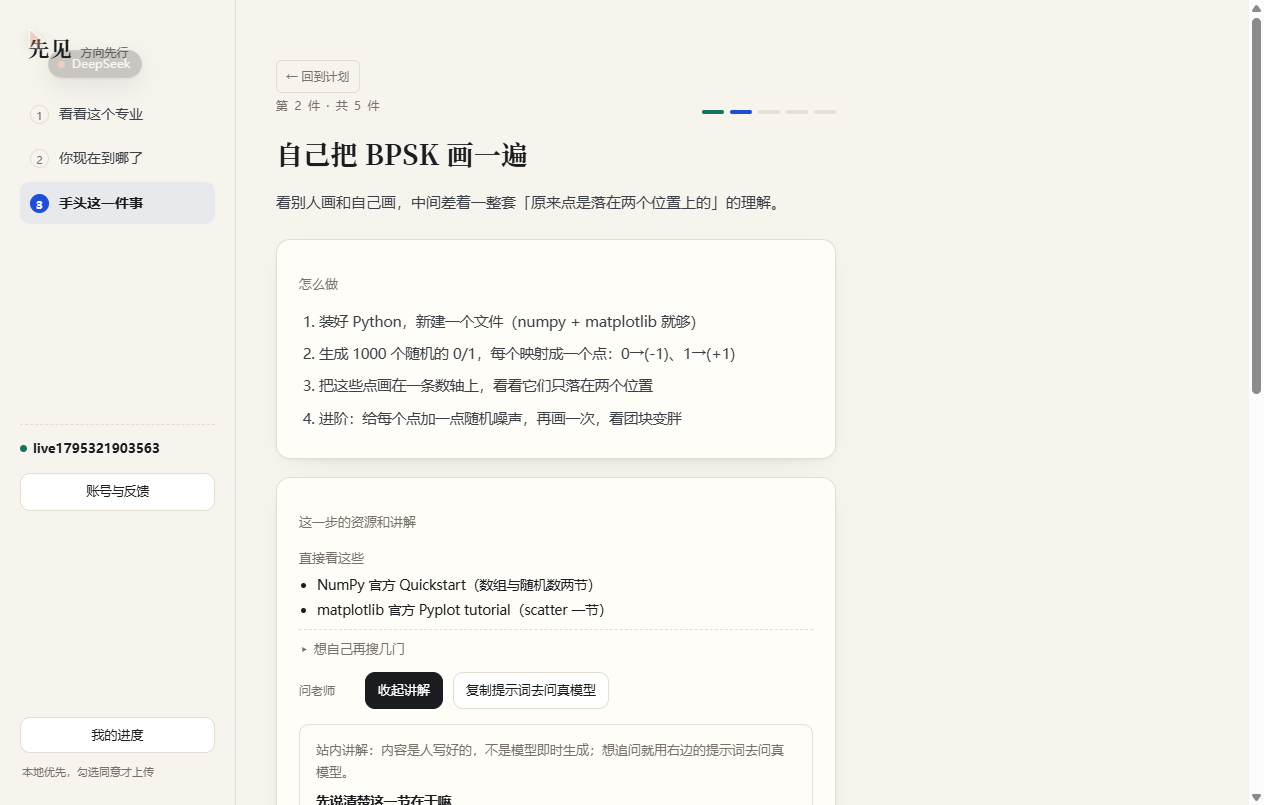 先见 方向先行
DeepSeek
1 看看这个专业
2 你现在到哪了
3 手头这一件事
live1795321903563
账号与反馈
我的进度
本地优先，勾选同意才上传
← 回到计划
第 2 件 · 共 5 件
自己把 BPSK 画一遍
看别人画和自己画，中间差着一整套「原来点是落在两个位置上的」的理解。
怎么做
1. 装好 Python，新建一个文件（numpy + matplotlib 就够）
2. 生成 1000 个随机的 0/1，每个映射成一个点：0→(-1)、1→(+1)
3. 把这些点画在一条数轴上，看看它们只落在两个位置
4. 进阶：给每个点加一点随机噪声，再画一次，看团块变胖
这一步的资源和讲解
直接看这些
• NumPy 官方 Quickstart（数组与随机数两节）
• matplotlib 官方 Pyplot tutorial（scatter 一节）
▸ 想自己再搜几门
问老师 收起讲解 复制提示词去问真模型
站内讲解：内容是人写好的，不是模型即时生成；想追问就用右边的提示词去问真
模型。
先说清楚这一节在干嘛